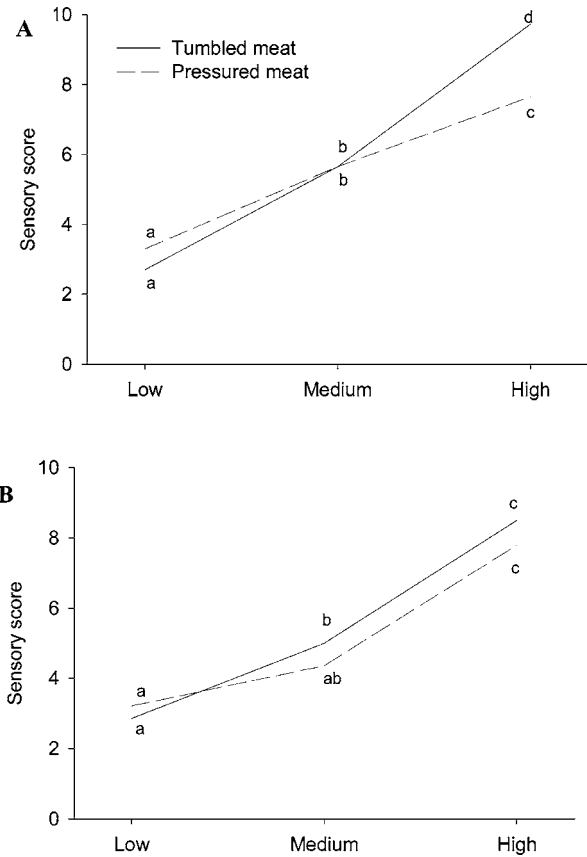 A
10
d
Tumbled meat
Pressured meat
8
c
Sensory score
6
b
b
4
a
a
2
0
Low Medium High
B
10
c
8
c
Sensory score
6
b
4
a
ab
a
2
0
Low Medium High